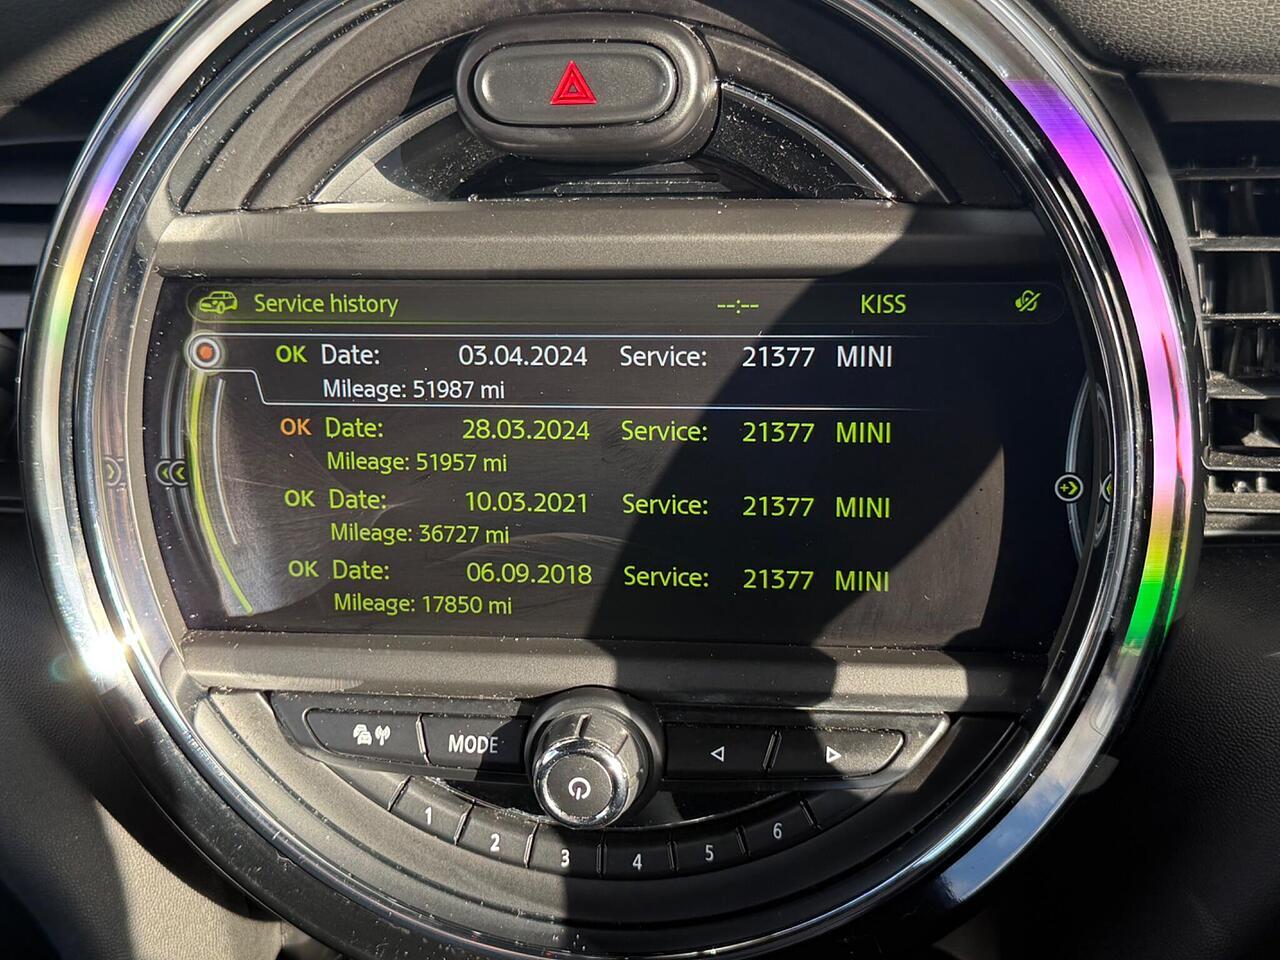 Service history --:-- KISS
OK Date: 03.04.2024 Service: 21377 MINI
Mileage: 51987 mi
OK Date: 28.03.2024 Service: 21377 MINI
Mileage: 51957 mi
OK Date: 10.03.2021 Service: 21377 MINI
Mileage: 36727 mi
OK Date: 06.09.2018 Service: 21377 MINI
Mileage: 17850 mi
MODE
1 2 3 4 5 6